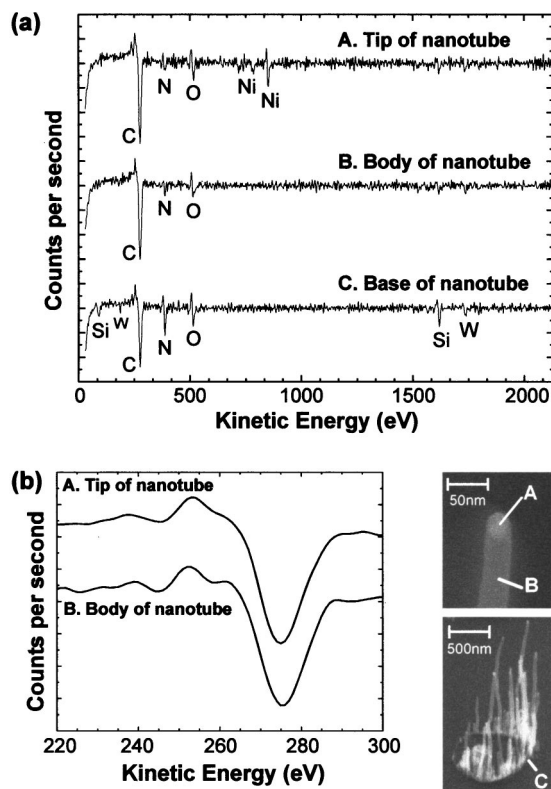 (a)
A. Tip of nanotube
N
O
Ni
Ni
C
B. Body of nanotube
N
O
C
C. Base of nanotube
Si
W
C
N
O
Si
W
Counts per second
0
500
1000
1500
2000
Kinetic Energy (eV)
(b)
A. Tip of nanotube
B. Body of nanotube
Counts per second
220
240
260
280
300
Kinetic Energy (eV)
50nm
A
B
500nm
C